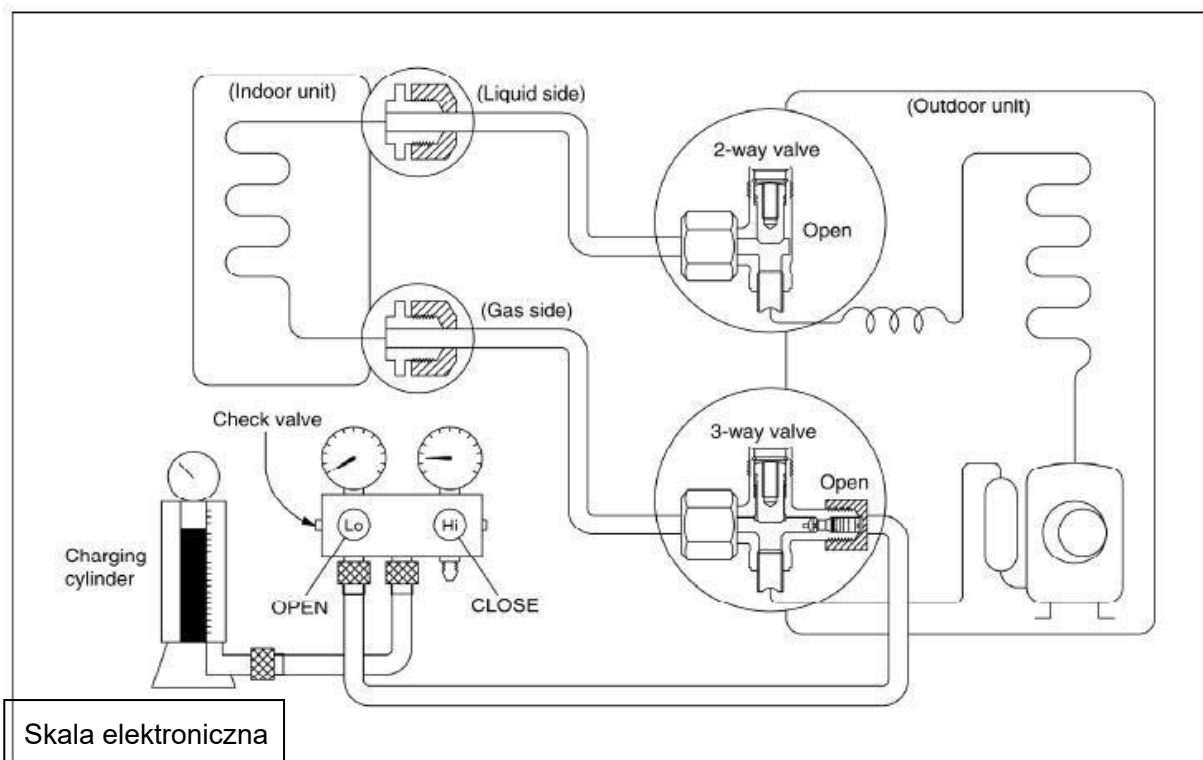 (Indoor unit)
(Liquid side)
(Outdoor unit)
2-way valve
Open
(Gas side)
Check valve
3-way valve
Open
Lo
Hi
Charging
cylinder
OPEN
CLOSE
Skala elektroniczna